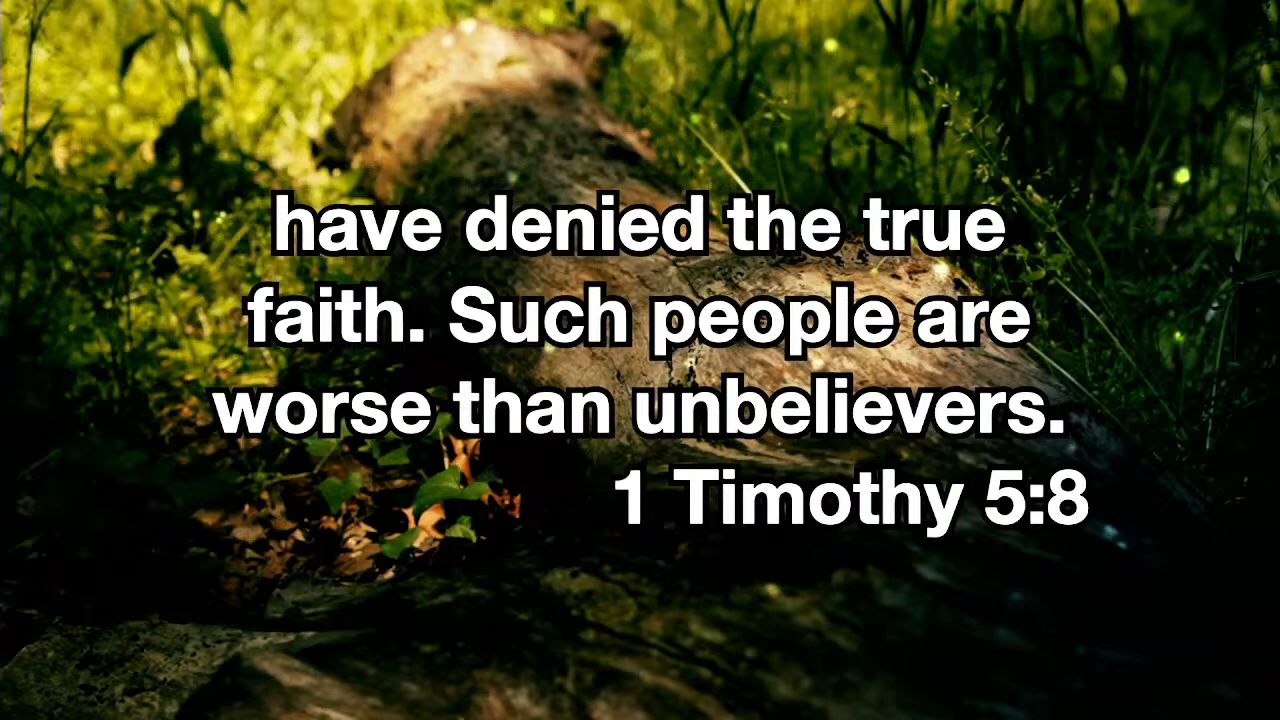 have denied the true
faith. Such people are
worse than unbelievers.
1 Timothy 5:8